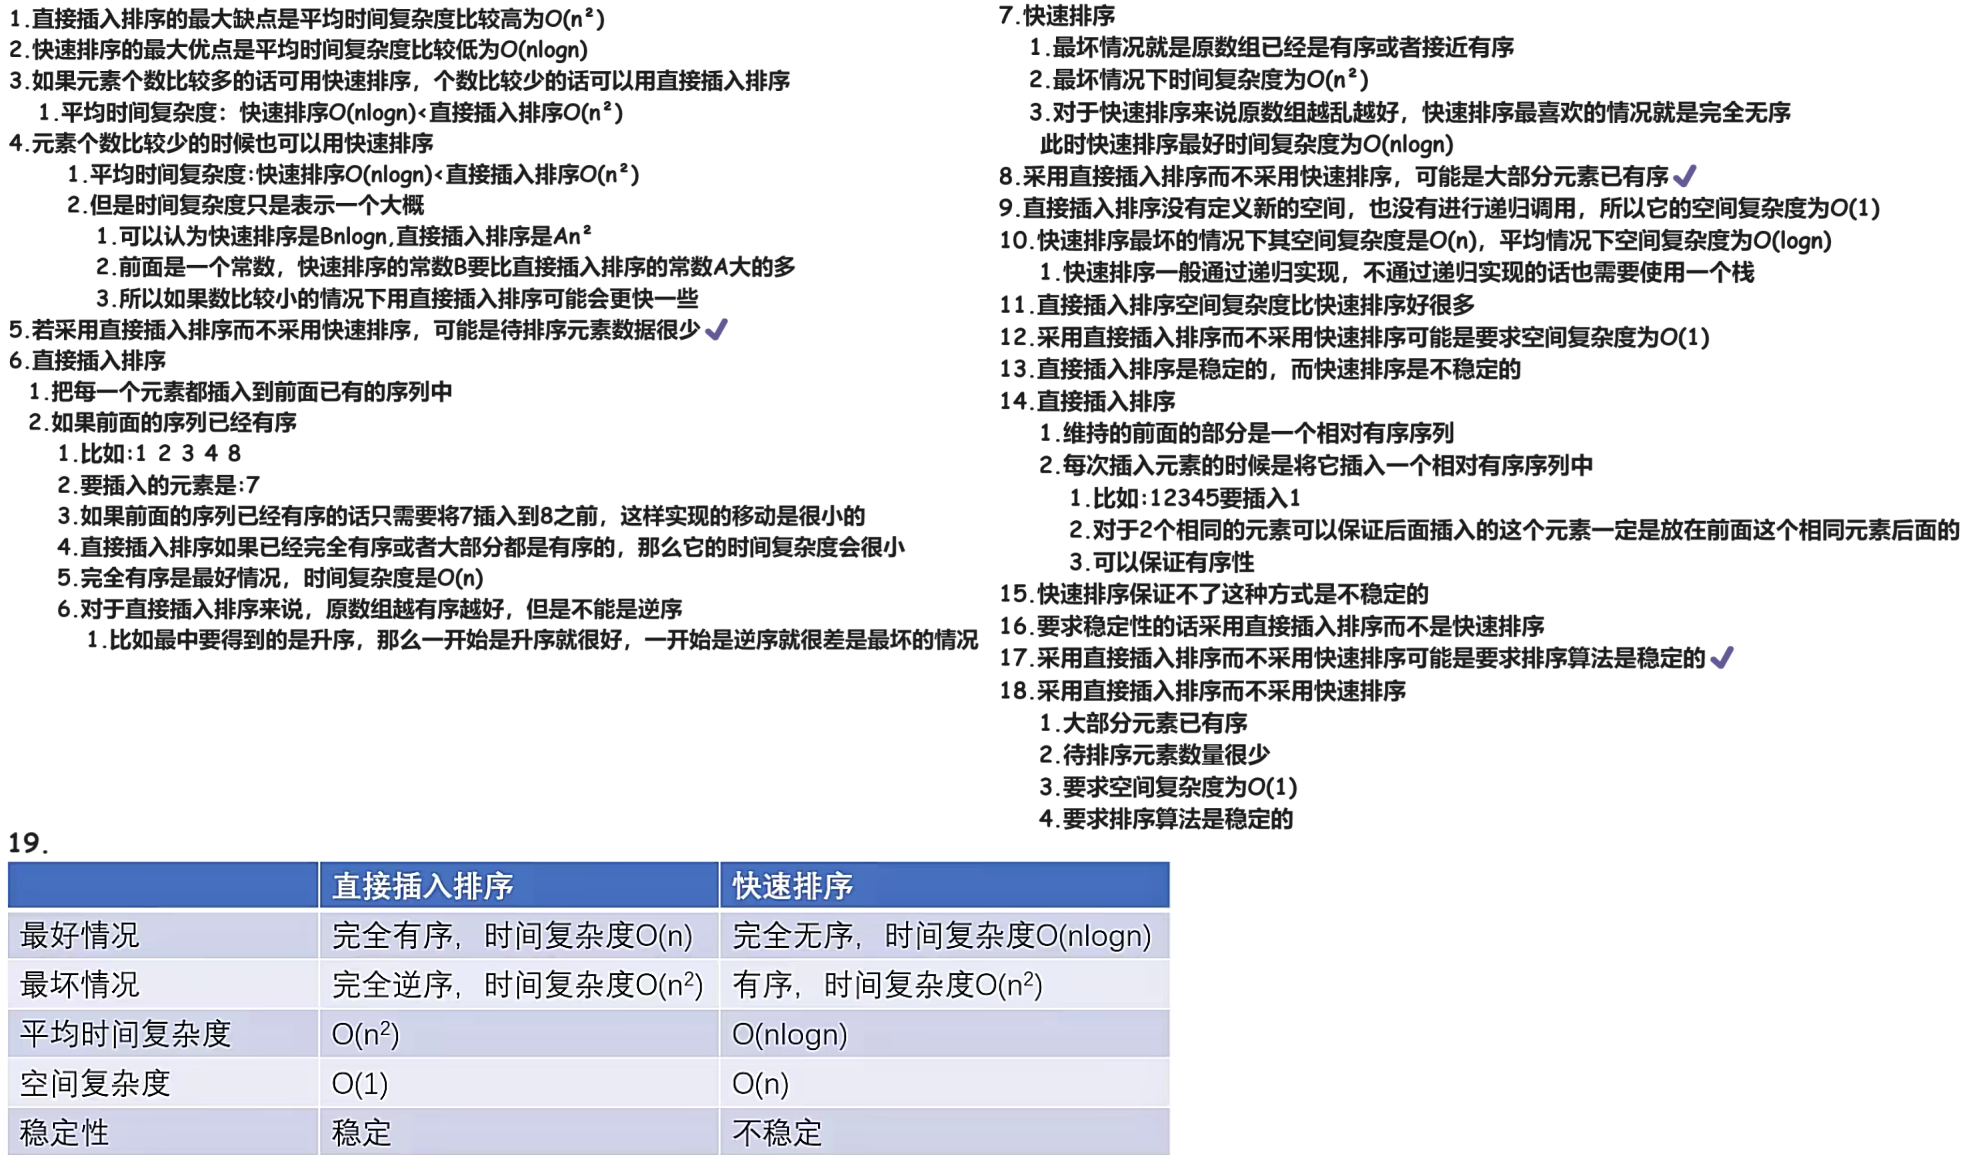 1.直接插入排序的最大缺点是平均时间复杂度比较高为O(n²)
2.快速排序的最大优点是平均时间复杂度比较低为O(nlogn)
3.如果元素个数比较多的话可用快速排序，个数比较少的话可以用直接插入排序
1.平均时间复杂度：快速排序O(nlogn)<直接插入排序O(n²)
4.元素个数比较少的时候也可以用快速排序
1.平均时间复杂度:快速排序O(nlogn)<直接插入排序O(n²)
2.但是时间复杂度只是表示一个大概
1.可以认为快速排序是Bnlogn,直接插入排序是An²
2.前面是一个常数，快速排序的常数B要比直接插入排序的常数A大的多
3.所以如果数比较小的情况下用直接插入排序可能会更快一些
5.若采用直接插入排序而不采用快速排序，可能是待排序元素数据很少
6.直接插入排序
1.把每一个元素都插入到前面已有的序列中
2.如果前面的序列已经有序
1.比如:1 2 3 4 8
2.要插入的元素是:7
3.如果前面的序列已经有序的话只需要将7插入到8之前，这样实现的移动是很小的
4.直接插入排序如果已经完全有序或者大部分都是有序的，那么它的时间复杂度会很小
5.完全有序是最好情况，时间复杂度是O(n)
6.对于直接插入排序来说，原数组越有序越好，但是不能是逆序
1.比如最中要得到的是升序，那么一开始是升序就很好，一开始是逆序就很差是最坏的情况
7.快速排序
1.最坏情况就是原数组已经是有序或者接近有序
2.最坏情况下时间复杂度为O(n²)
3.对于快速排序来说原数组越乱越好，快速排序最喜欢的情况就是完全无序
此时快速排序最好时间复杂度为O(nlogn)
8.采用直接插入排序而不采用快速排序，可能是大部分元素已有序
9.直接插入排序没有定义新的空间，也没有进行递归调用，所以它的空间复杂度为O(1)
10.快速排序最坏的情况下其空间复杂度是O(n)，平均情况下空间复杂度为O(logn)
1.快速排序一般通过递归实现，不通过递归实现的话也需要使用一个栈
11.直接插入排序空间复杂度比快速排序好很多
12.采用直接插入排序而不采用快速排序可能是要求空间复杂度为O(1)
13.直接插入排序是稳定的，而快速排序是不稳定的
14.直接插入排序
1.维持的前面的部分是一个相对有序序列
2.每次插入元素的时候是将它插入一个相对有序序列中
1.比如:12345要插入1
2.对于2个相同的元素可以保证后面插入的这个元素一定是放在前面这个相同元素后面的
3.可以保证有序性
15.快速排序保证不了这种方式是不稳定的
16.要求稳定性的话采用直接插入排序而不是快速排序
17.采用直接插入排序而不采用快速排序可能是要求排序算法是稳定的
18.采用直接插入排序而不采用快速排序
1.大部分元素已有序
2.待排序元素数量很少
3.要求空间复杂度为O(1)
4.要求排序算法是稳定的
19.
直接插入排序 快速排序
最好情况 完全有序，时间复杂度O(n) 完全无序，时间复杂度O(nlogn)
最坏情况 完全逆序，时间复杂度O(n²) 有序，时间复杂度O(n²)
平均时间复杂度 O(n²) O(nlogn)
空间复杂度 O(1) O(n)
稳定性 稳定 不稳定